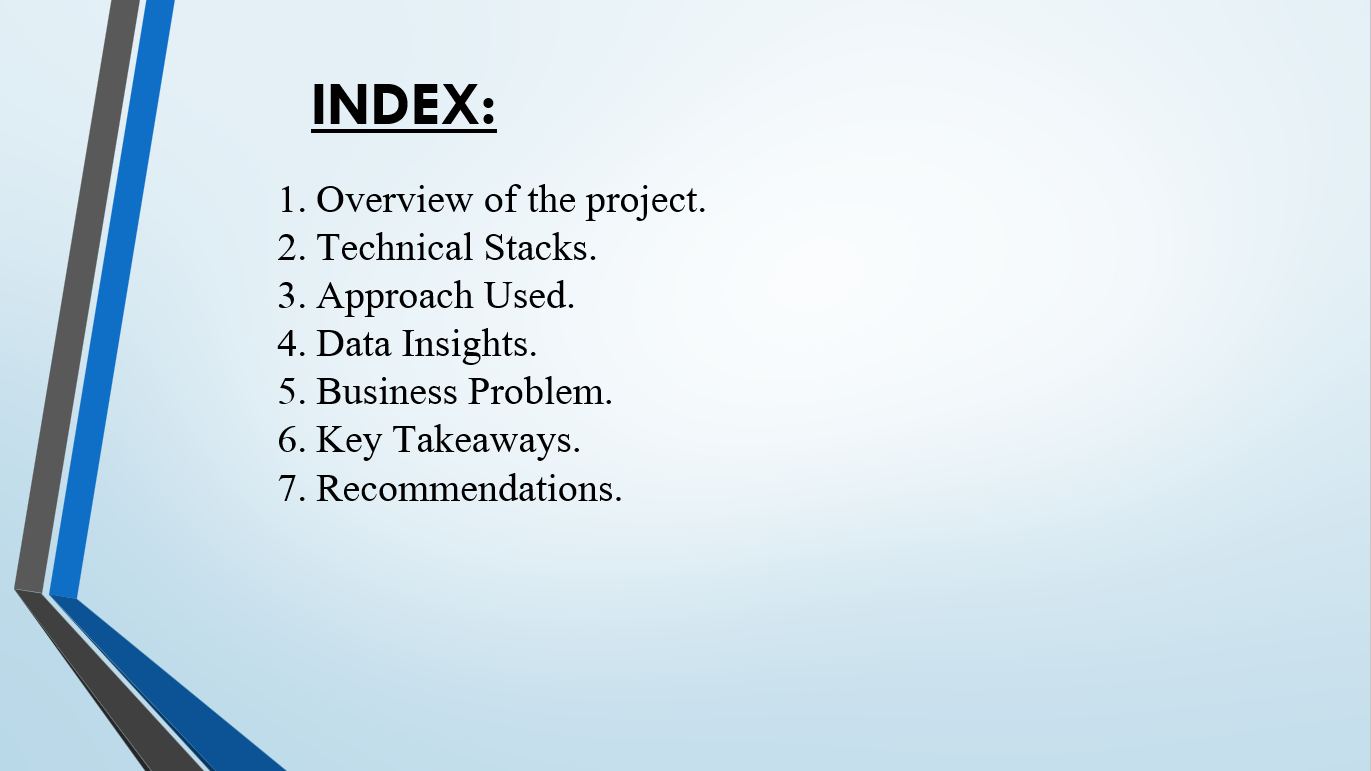 INDEX:
1. Overview of the project.
2. Technical Stacks.
3. Approach Used.
4. Data Insights.
5. Business Problem.
6. Key Takeaways.
7. Recommendations.